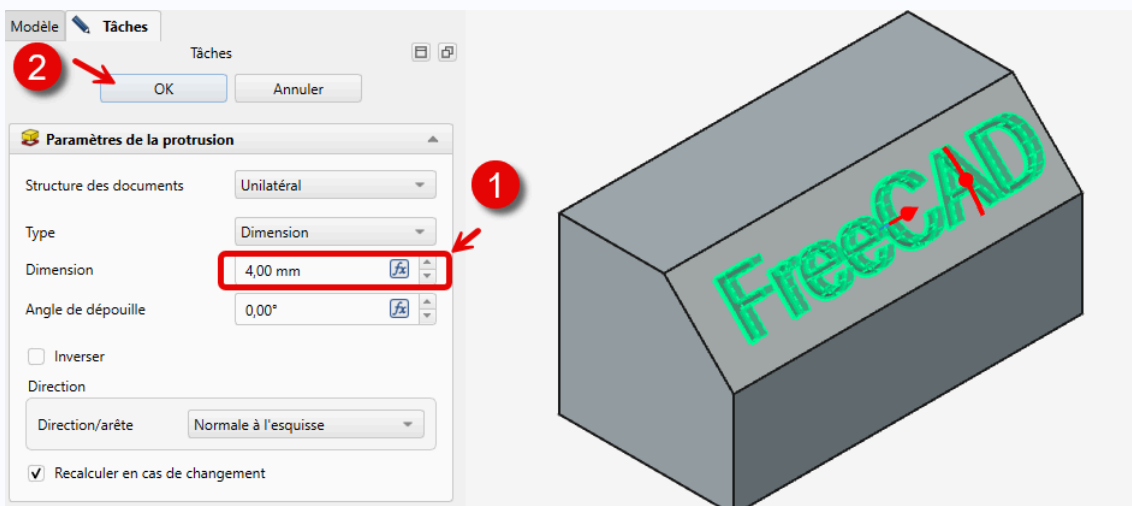 Modèle
Tâches
Tâches
2
OK
Annuler
Paramètres de la protrusion
Structure des documents
Unilatéral
1
Type
Dimension
Dimension
4,00 mm
fx
Angle de dépouille
0,00°
fx
Inverser
Direction
Direction/arête
Normale à l'esquisse
Recalculer en cas de changement
FreeCAD